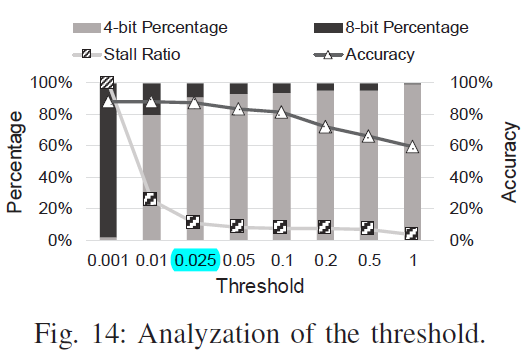 4-bit Percentage 8-bit Percentage
Stall Ratio Accuracy
100% 100%
80% 80%
60% 60%
40% 40%
20% 20%
0% 0%
Percentage
Accuracy
0.001 0.01 0.025 0.05 0.1 0.2 0.5 1
Threshold
Fig. 14: Analyzation of the threshold.